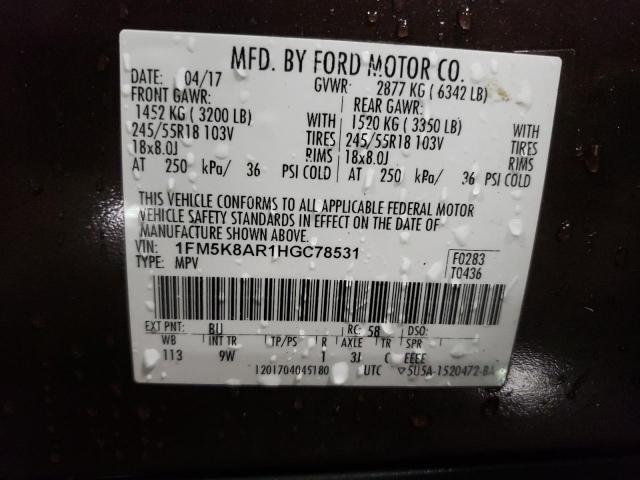 MFD. BY FORD MOTOR CO.
DATE: 04/17 GVWR: 2877 KG ( 6342 LB)
FRONT GAWR: REAR GAWR:
1452 KG ( 3200 LB) WITH 1520 KG ( 3350 LB) WITH
245/55R18 103V TIRES 245/55R18 103V TIRES
18x8.0J RIMS 18x8.0J RIMS
AT 250 kPa/ 36 PSI COLD AT 250 kPa/ 36 PSI COLD
THIS VEHICLE CONFORMS TO ALL APPLICABLE FEDERAL MOTOR
VEHICLE SAFETY STANDARDS IN EFFECT ON THE DATE OF
MANUFACTURE SHOWN ABOVE.
VIN: 1FM5K8AR1HGC78531 F0283
TYPE: MPV T0436
EXT PNT: BU RC: 58 DSO:
WB INT TR TP/PS R AXLE TR SPR
113 9W 1 3J C EEEE
1201704045180 UTC ▽5U5A-1520472-BA